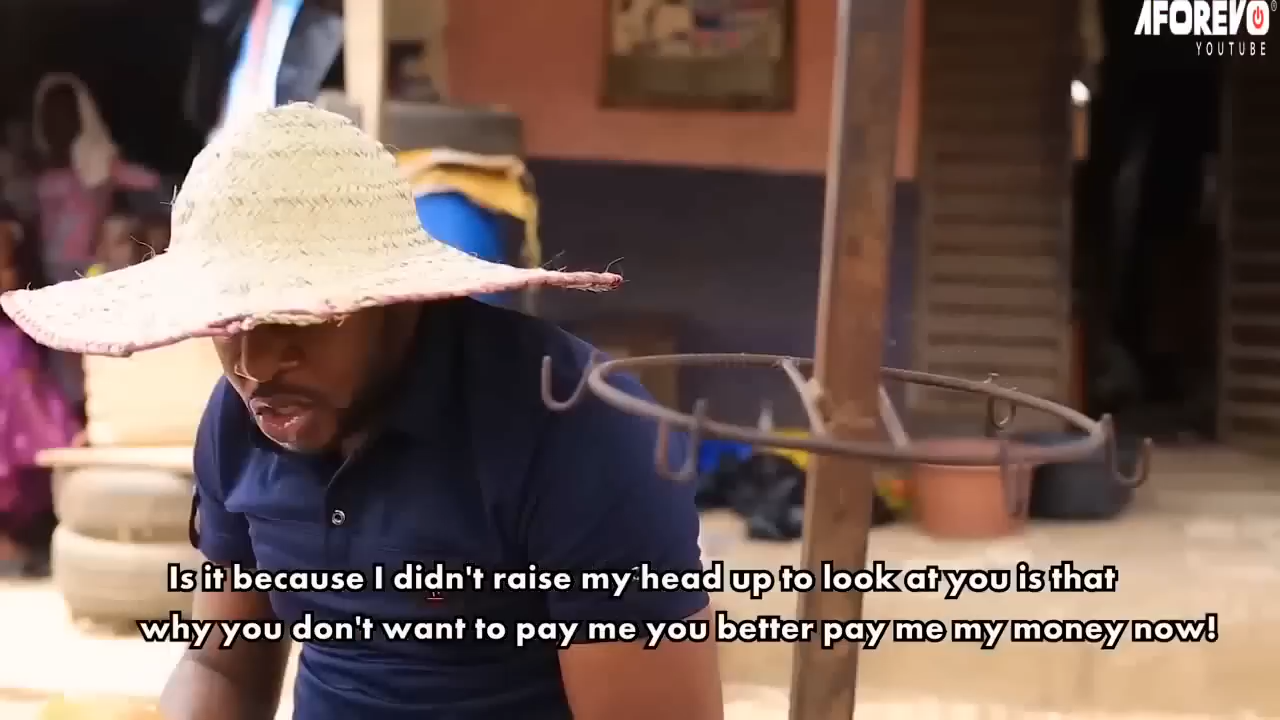 AFOREVO
YOUTUBE
Is it because I didn't raise my head up to look at you is that
why you don't want to pay me you better pay me my money now!